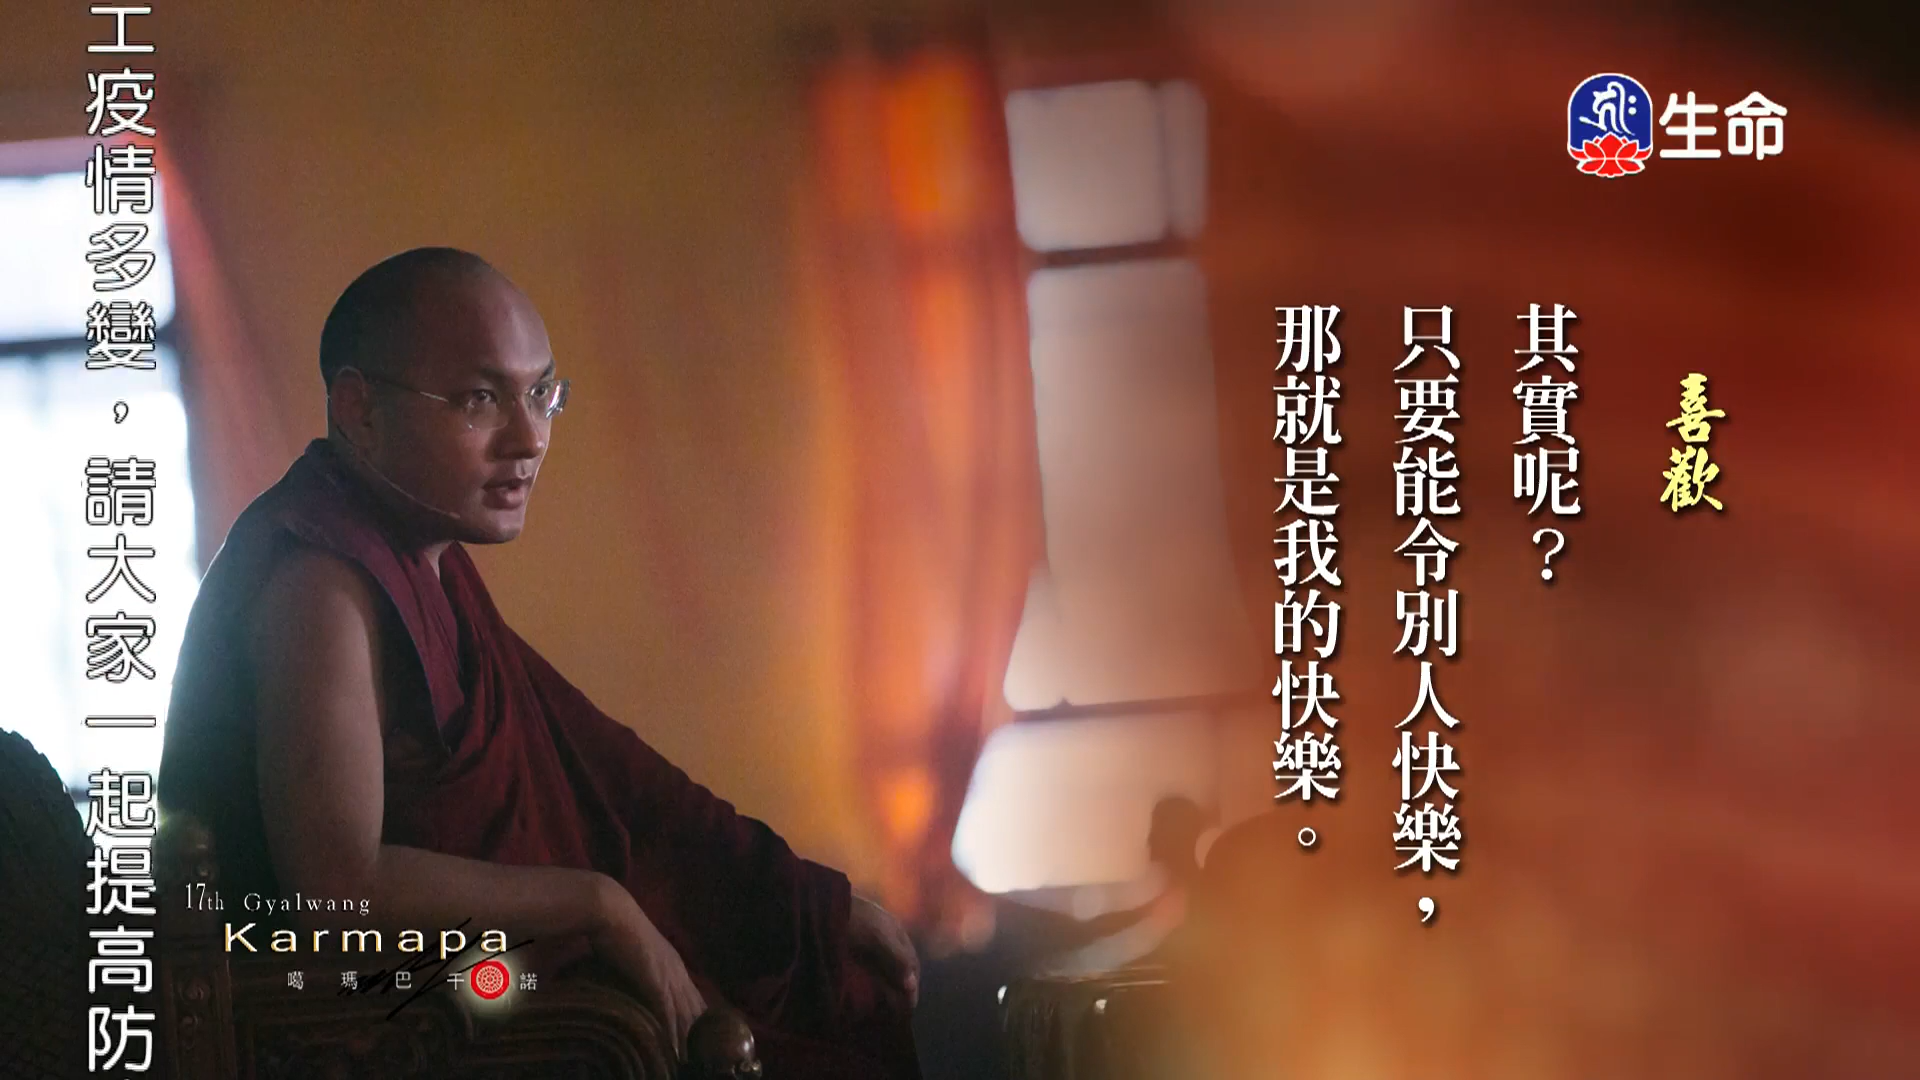 生命
喜歡
其實呢？
只要能令別人快樂，
那就是我的快樂。
工疫情多變，請大家一起提高防
17th Gyalwang
Karmapa
噶瑪巴千諾